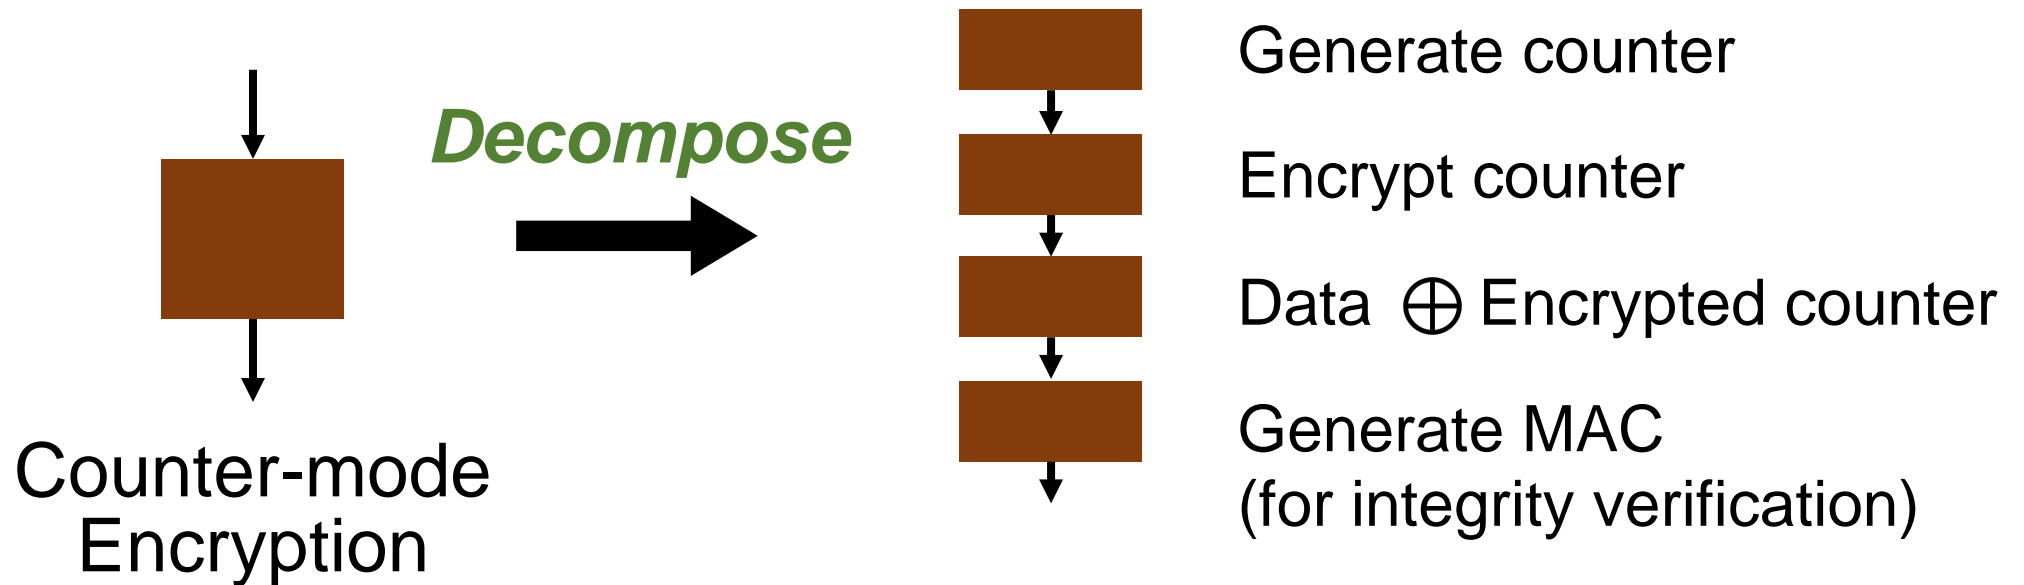 Counter-mode
Encryption
Decompose
Generate counter
Encrypt counter
Data ⊕ Encrypted counter
Generate MAC
(for integrity verification)